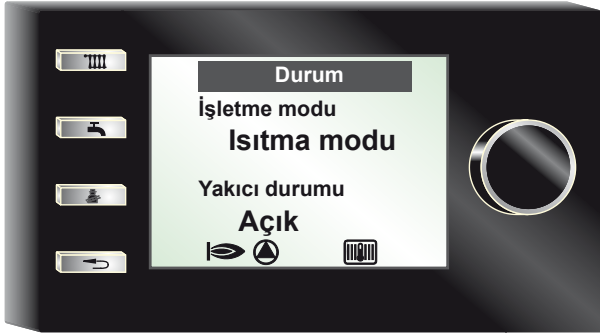 Durum
İşletme modu
Isıtma modu
Yakıcı durumu
Açık